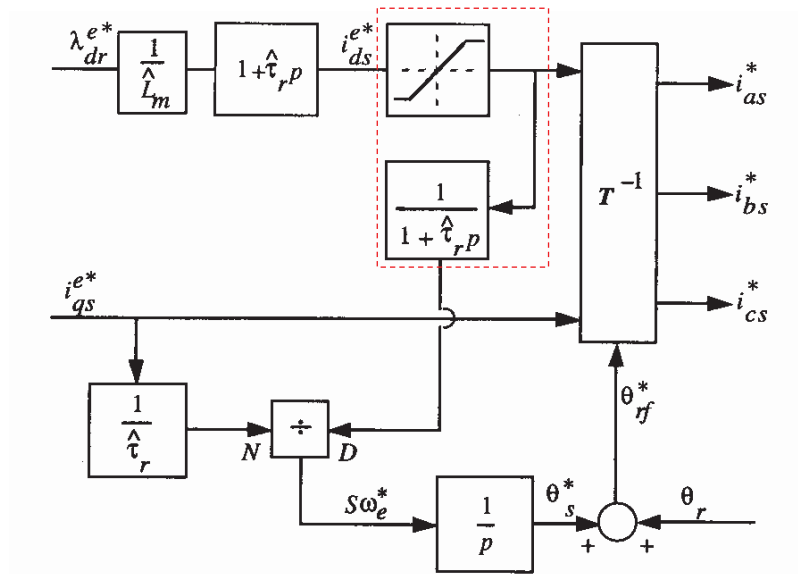 λ_dr^e*
1 / L̂_m
1+τ̂_r p
i_ds^e*
T^-1
i_as^*
i_bs^*
i_cs^*
1 / 1 + τ̂_r p
i_qs^e*
1 / τ̂_r
N ÷ D
Sω_e^*
1 / p
θ_s^*
θ_rf^*
θ_r
+ +